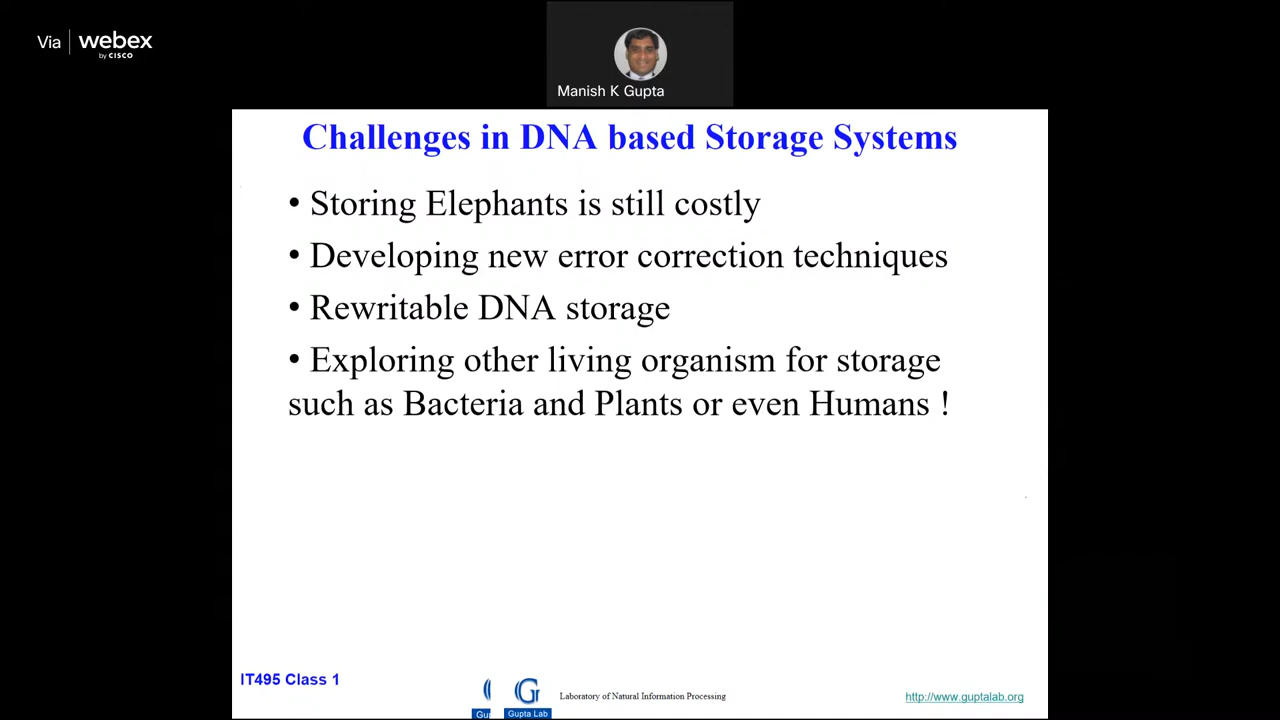 Via webex
by CISCO
Manish K Gupta
Challenges in DNA based Storage Systems
• Storing Elephants is still costly
• Developing new error correction techniques
• Rewritable DNA storage
• Exploring other living organism for storage
such as Bacteria and Plants or even Humans !
IT495 Class 1
Gu
G
Gupta Lab
Laboratory of Natural Information Processing
http://www.guptalab.org